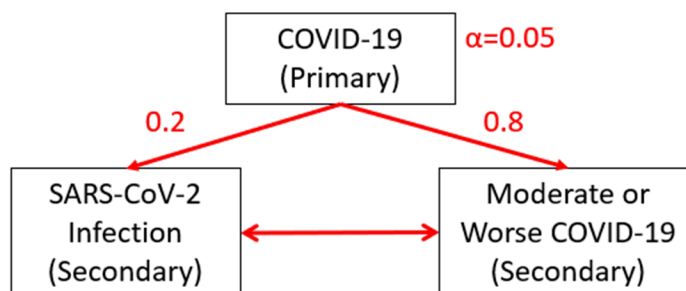 COVID-19
(Primary)
α=0.05
0.2
0.8
SARS-CoV-2
Infection
(Secondary)
Moderate or
Worse COVID-19
(Secondary)